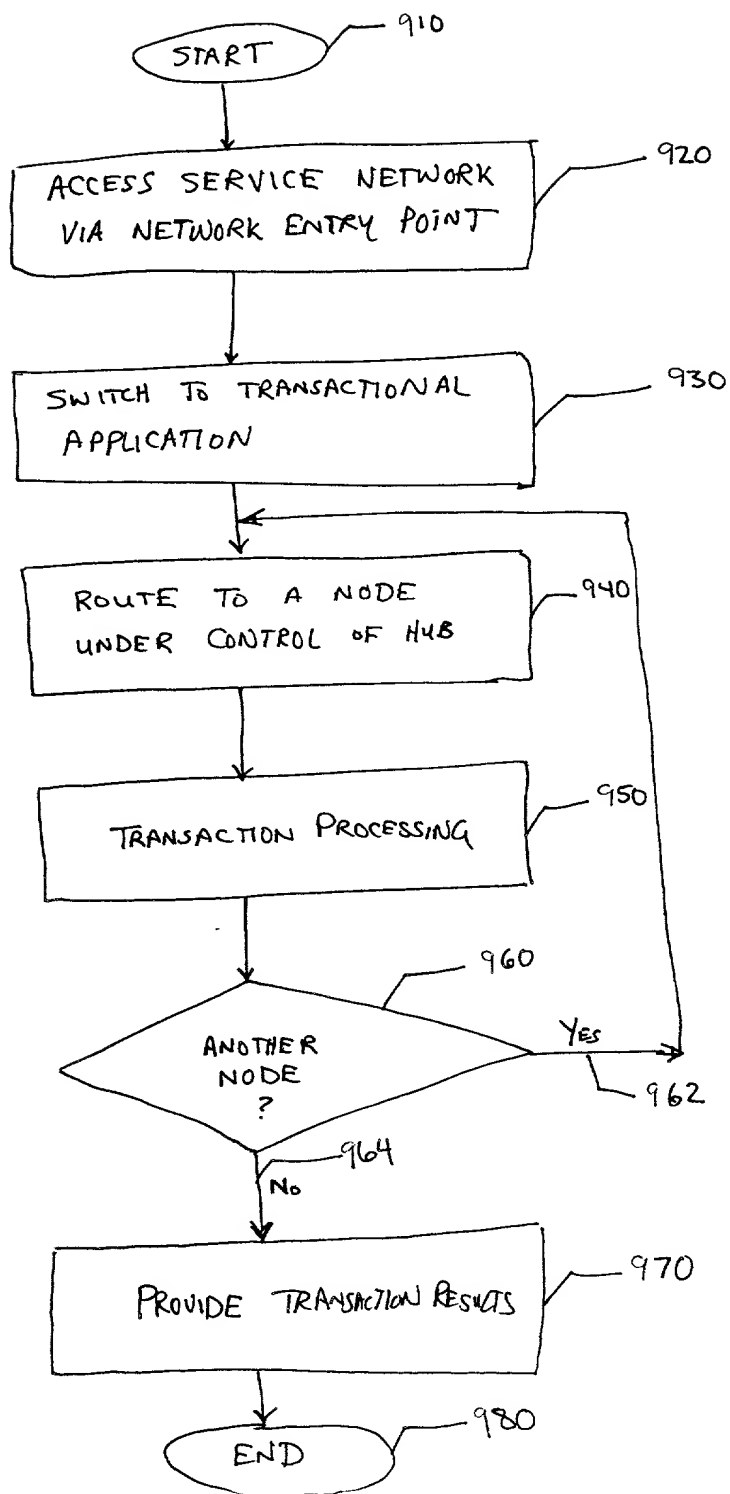 START
910
ACCESS SERVICE NETWORK
VIA NETWORK ENTRY POINT
920
SWITCH TO TRANSACTIONAL
APPLICATION
930
ROUTE TO A NODE
UNDER CONTROL OF HUB
940
TRANSACTION PROCESSING
950
960
ANOTHER
NODE
?
YES
962
964
NO
PROVIDE TRANSACTION RESULTS
970
END
980